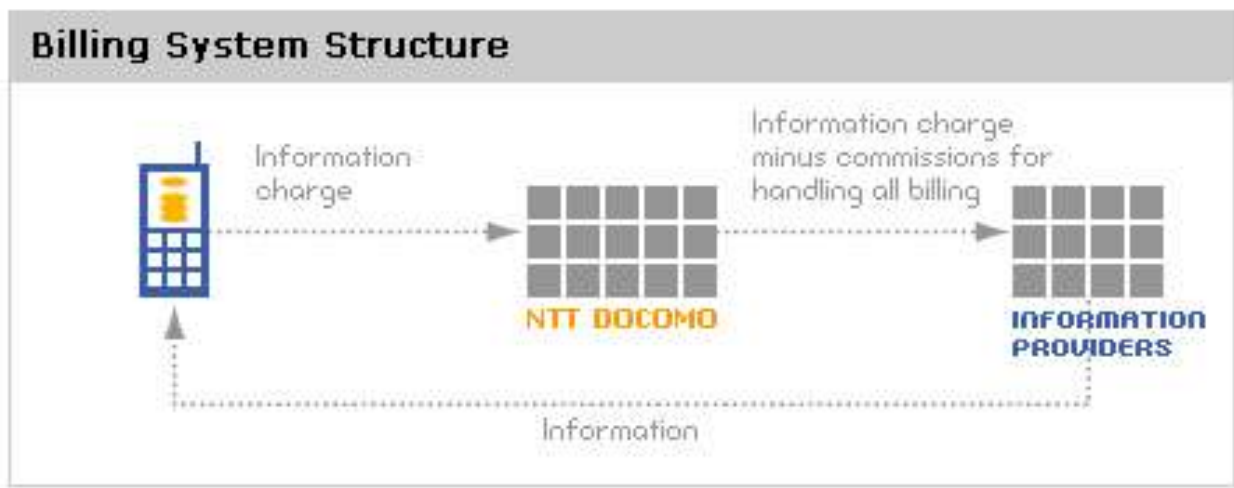 Billing System Structure
Information
charge
Information charge
minus commissions for
handling all billing
NTT DOCOMO
INFORMATION
PROVIDERS
Information